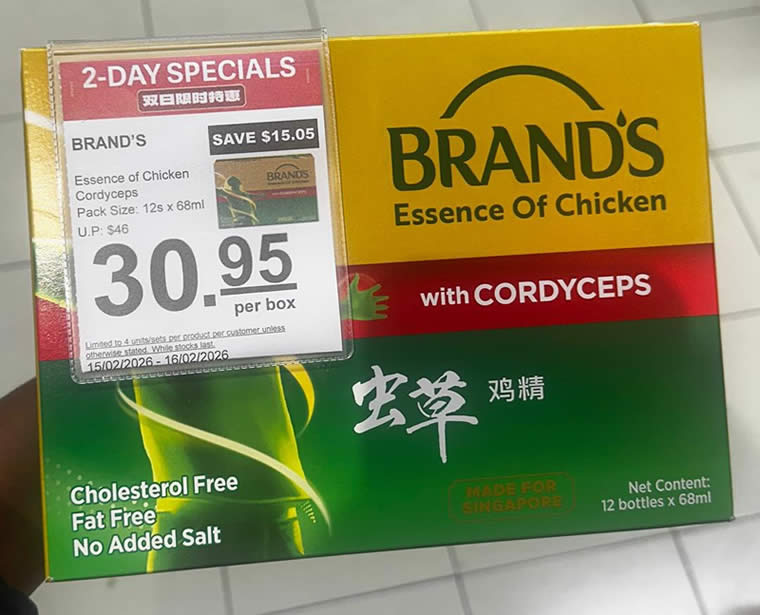 2-DAY SPECIALS
双日限时特惠
BRAND'S
SAVE $15.05
Essence of Chicken
Cordyceps
Pack Size: 12s x 68ml
U.P: $46
30.95
per box
Limited to 4 units/sets per product per customer unless
otherwise stated. While stocks last.
15/02/2026 - 16/02/2026
BRAND'S
BRAND'S
Essence Of Chicken
with CORDYCEPS
虫草 鸡精
Cholesterol Free
Fat Free
No Added Salt
MADE FOR
SINGAPORE
Net Content:
12 bottles x 68ml